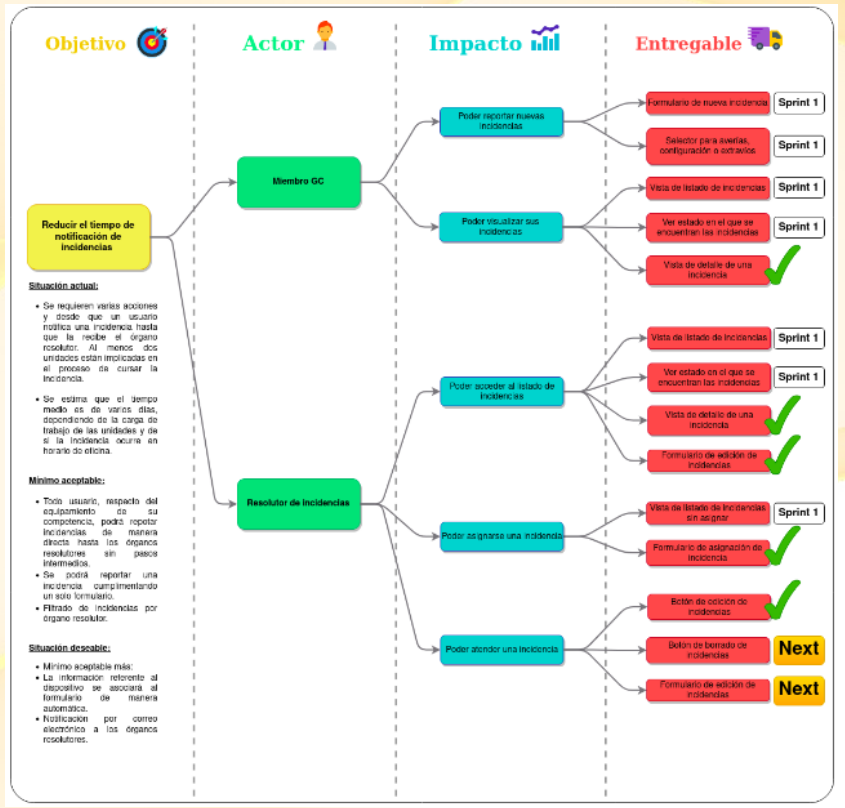 Objetivo
Actor
Impacto
Entregable
Reducir el tiempo de
notificación de
incidencias
Situación actual:
• Se requieren varias acciones
y desde que un usuario
notifica una incidencia hasta
que la recibe el órgano
resolutor. Al menos dos
unidades están implicadas en
el proceso de cursar la
incidencia.
• Se estima que el tiempo
medio es de varios días,
dependiendo de la carga de
trabajo de las unidades y de
si la incidencia ocurre en
horario de oficina.
Mínimo aceptable:
• Todo usuario, respecto del
equipamiento de su
competencia, podrá repotar
incidencias de manera
directa hasta los órganos
resolutores sin pasos
intermedios.
• Se podrá reportar una
incidencia cumplimentando
un solo formulario.
• Filtrado de incidencias por
órgano resolutor.
Situación deseable:
• Mínimo aceptable más:
• La información referente al
dispositivo se asociará al
formulario de manera
automática.
• Notificación por correo
electrónico a los órganos
resolutores.
Miembro GC
Resolutor de incidencias
Poder reportar nuevas
incidencias
Poder visualizar sus
incidencias
Poder acceder al listado de
incidencias
Poder asignarse una incidencia
Poder atender una incidencia
Formulario de nueva incidencia
Sprint 1
Selector para averías,
configuración o extravíos
Sprint 1
Vista de listado de incidencias
Sprint 1
Ver estado en el que se
encuentran las incidencias
Sprint 1
Vista de detalle de una
incidencia
Vista de listado de incidencias
Sprint 1
Ver estado en el que se
encuentran las incidencias
Sprint 1
Vista de detalle de una
incidencia
Formulario de edición de
incidencias
Vista de listado de incidencias
sin asignar
Sprint 1
Formulario de asignación de
incidencia
Botón de edición de
incidencias
Botón de borrado de
incidencias
Next
Formulario de edición de
incidencias
Next